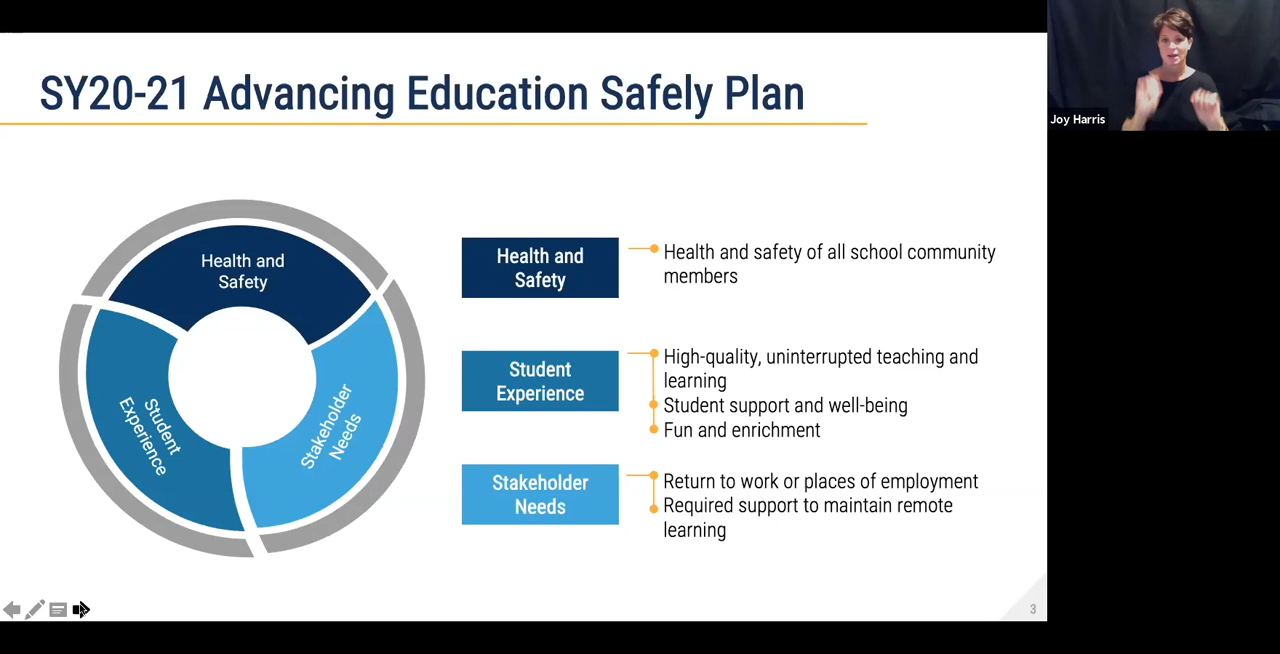 SY20-21 Advancing Education Safely Plan
Joy Harris
Health and
Safety
Student
Experience
Stakeholder
Needs
Health and
Safety
Health and safety of all school community
members
Student
Experience
High-quality, uninterrupted teaching and
learning
Student support and well-being
Fun and enrichment
Stakeholder
Needs
Return to work or places of employment
Required support to maintain remote
learning
3